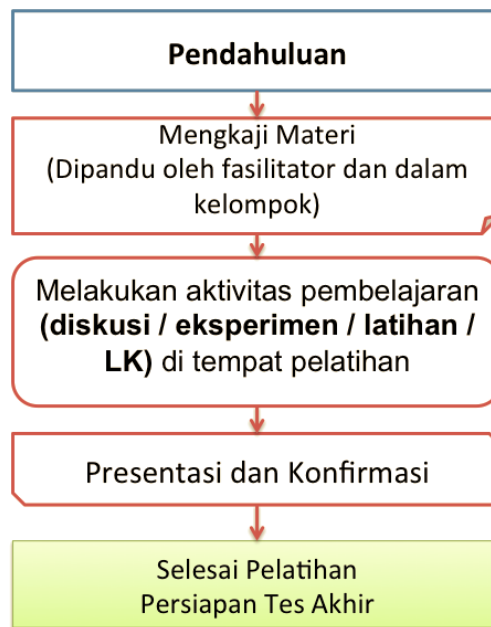 Pendahuluan
Mengkaji Materi
(Dipandu oleh fasilitator dan dalam
kelompok)
Melakukan aktivitas pembelajaran
(diskusi / eksperimen / latihan /
LK) di tempat pelatihan
Presentasi dan Konfirmasi
Selesai Pelatihan
Persiapan Tes Akhir